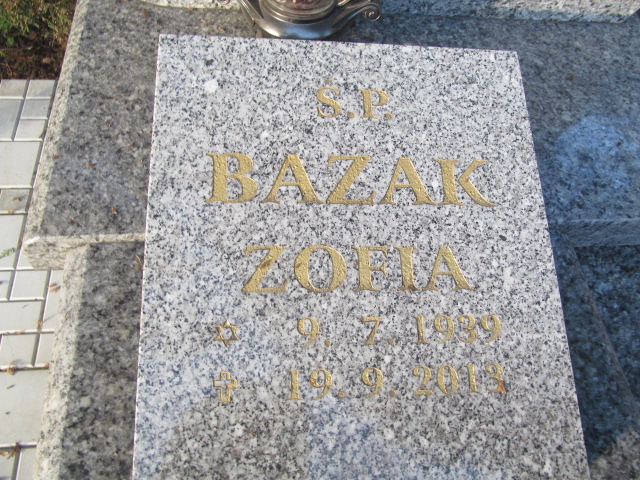 Ś.P.
BAZAK
ZOFIA
✡ 9. 7. 1939
✝ 19. 9. 2013